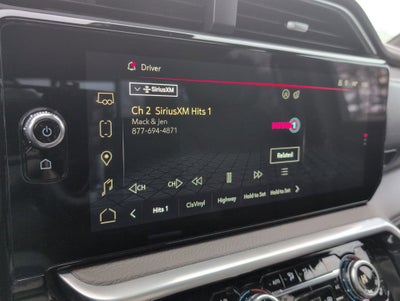 Driver
SiriusXM
Ch 2 SiriusXM Hits 1
Mack & Jen
877-694-4871
Related
CH
CH
Hits 1
ClsVinyl
Highway
Hold to Set
Hold to Set